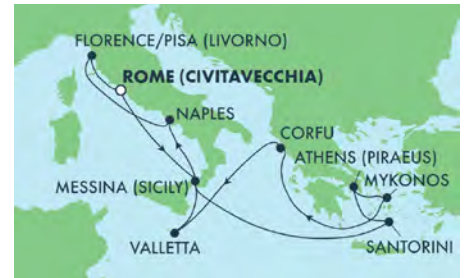 FLORENCE/PISA (LIVORNO)
ROME (CIVITAVECCHIA)
NAPLES
CORFU
ATHENS (PIRAEUS)
MYKONOS
MESSINA (SICILY)
VALLETTA
SANTORINI